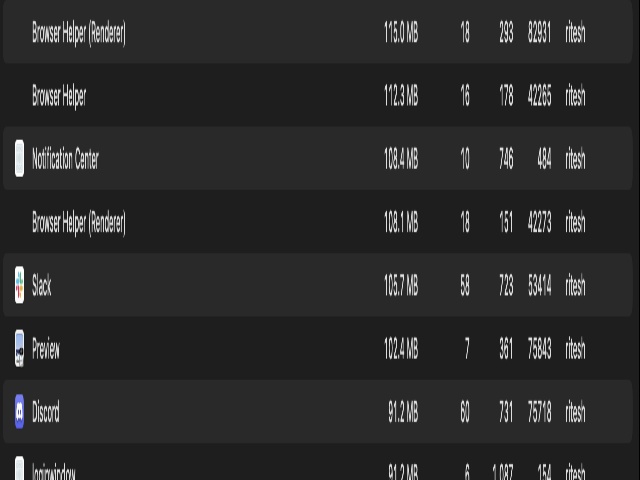 Browser Helper (Renderer) 115.0 MB 18 293 82931 ritesh
Browser Helper 112.3 MB 16 178 42265 ritesh
Notification Center 108.4 MB 10 746 484 ritesh
Browser Helper (Renderer) 108.1 MB 18 151 42273 ritesh
Slack 105.7 MB 58 723 53414 ritesh
Preview 102.4 MB 7 361 75843 ritesh
Discord 91.2 MB 60 731 75718 ritesh
loginwindow 91.2 MB 6 1,087 154 ritesh